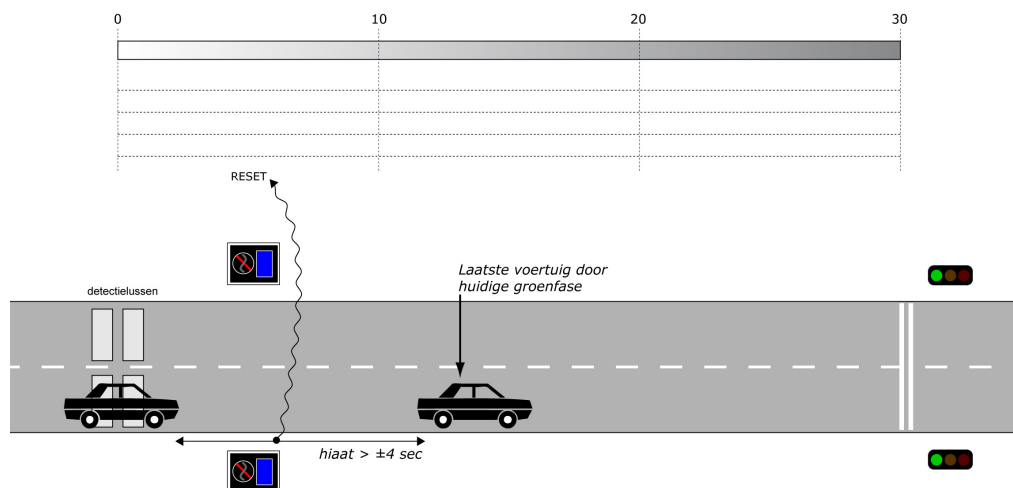 0 10 20 30
RESET
Laatste voertuig door
huidige groenfase
detectielussen
hiaat > ±4 sec